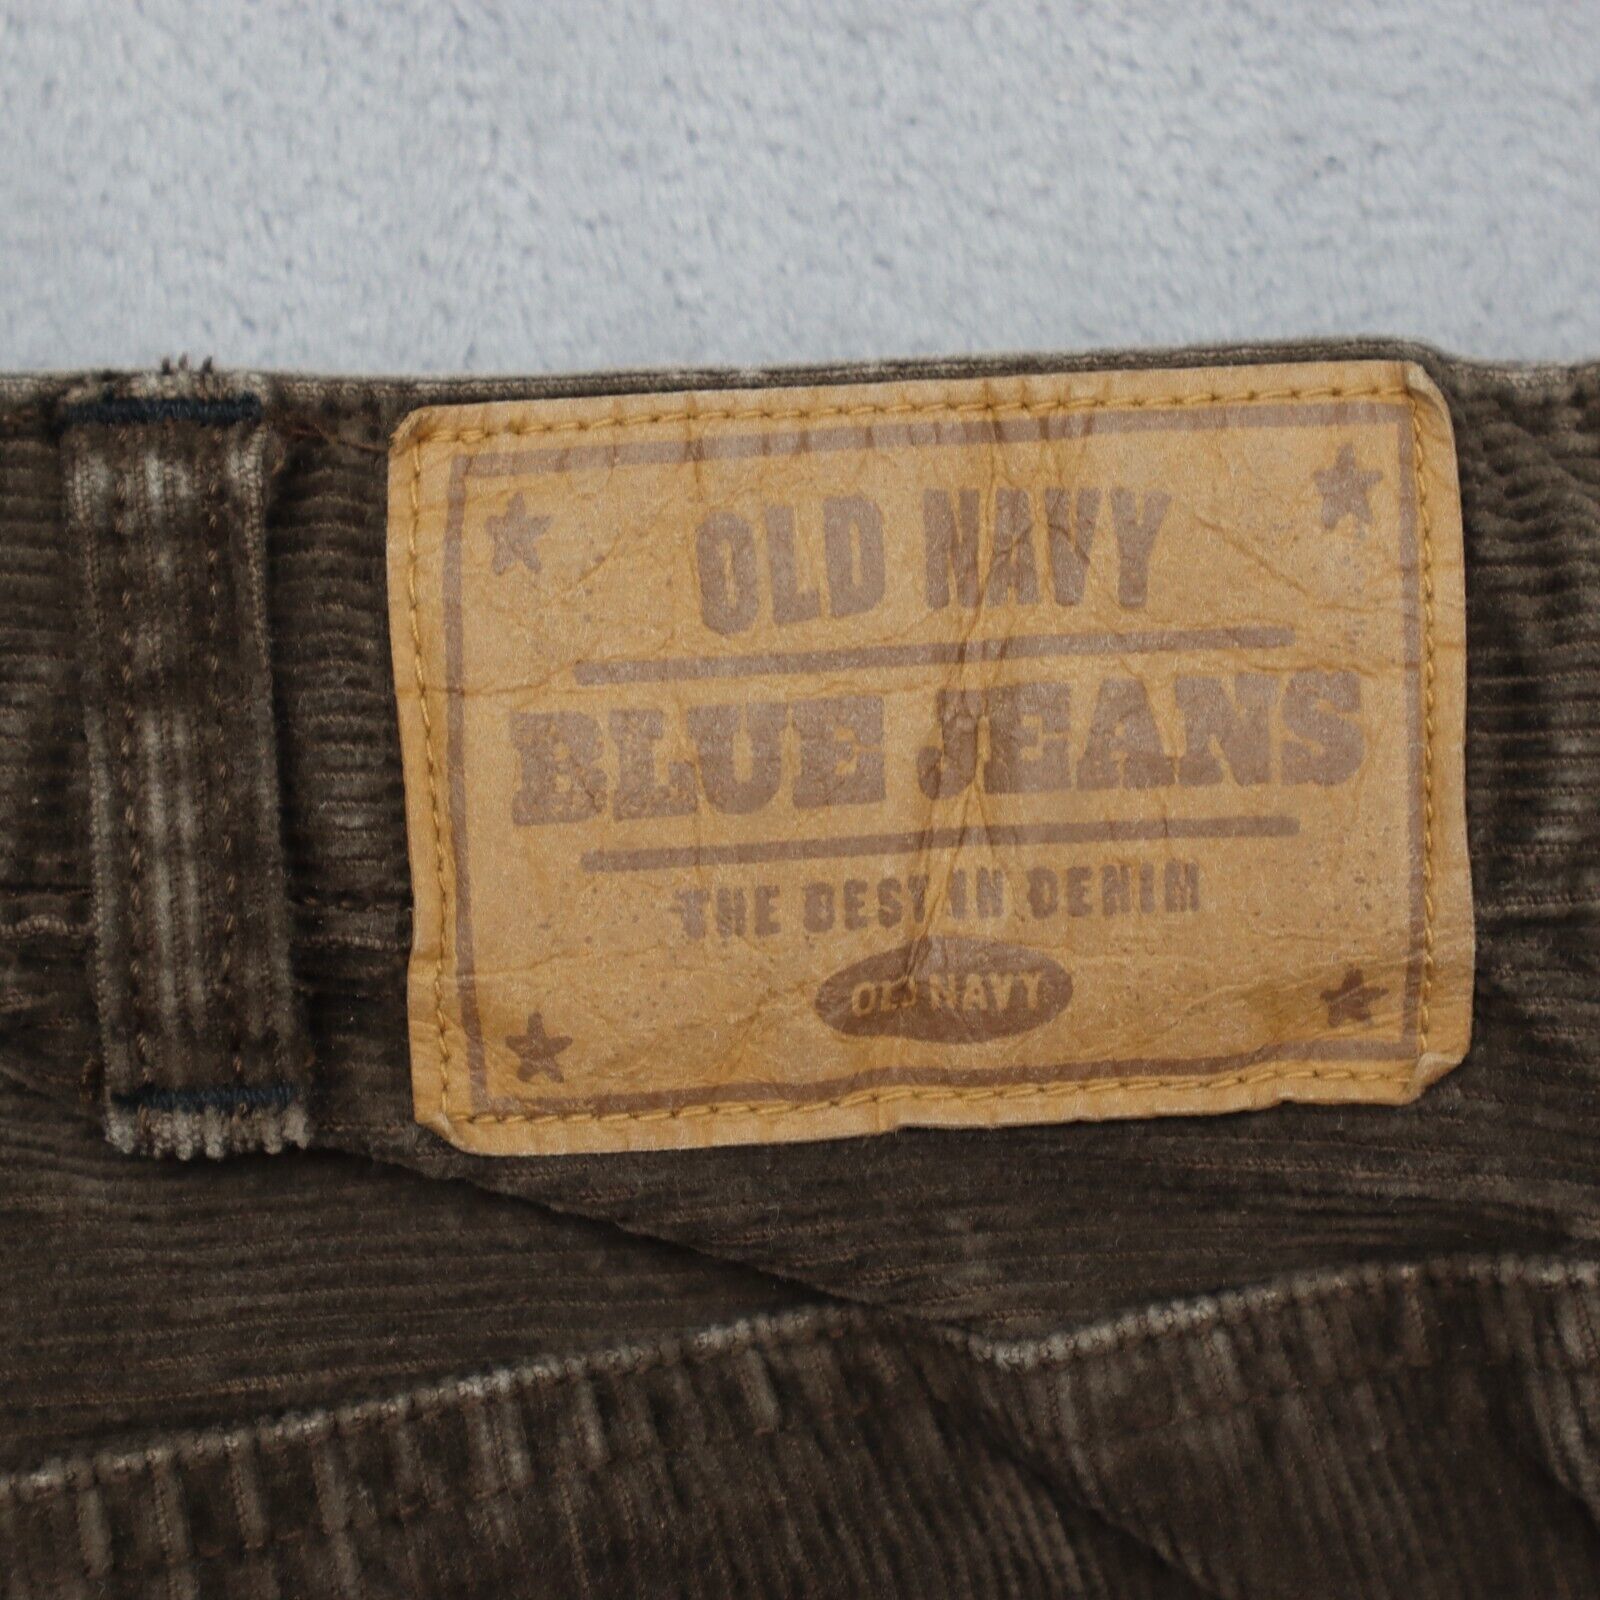 OLD NAVY
BLUE JEANS
THE BEST IN DENIM
OLD NAVY